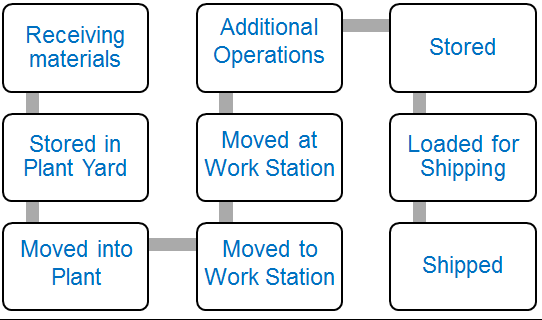 Receiving
materials
Stored in
Plant Yard
Moved into
Plant
Moved to
Work Station
Moved at
Work Station
Additional
Operations
Stored
Loaded for
Shipping
Shipped